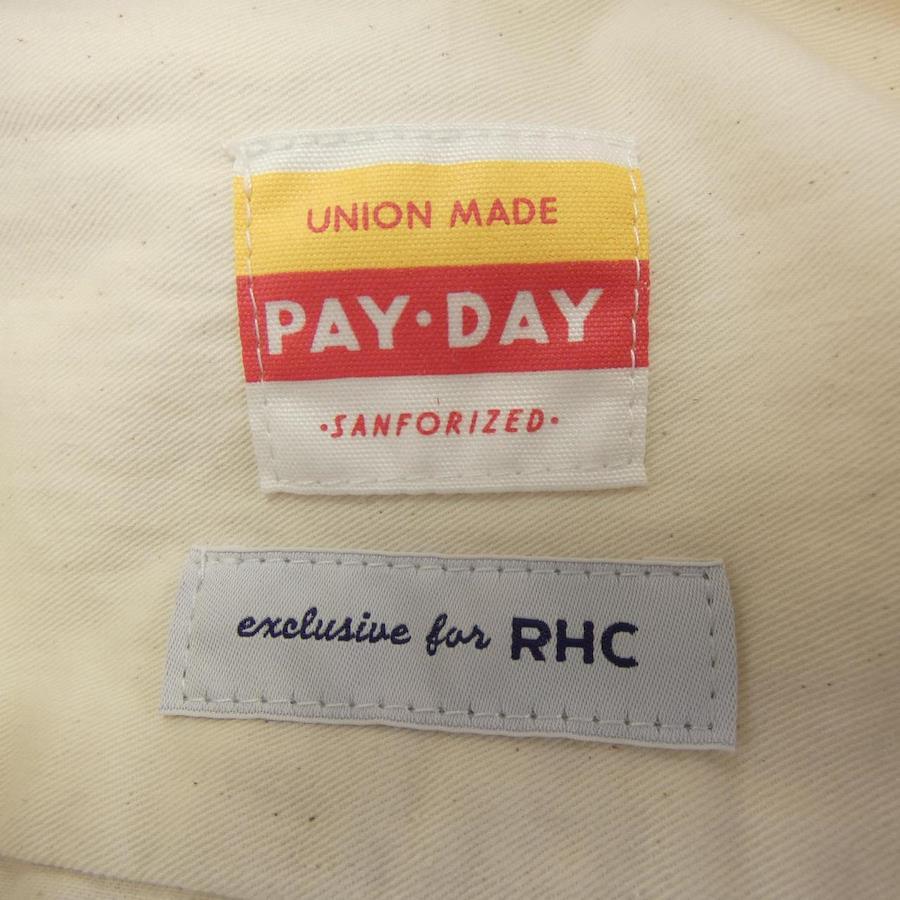 UNION MADE
PAY·DAY
·SANFORIZED·
exclusive for RHC